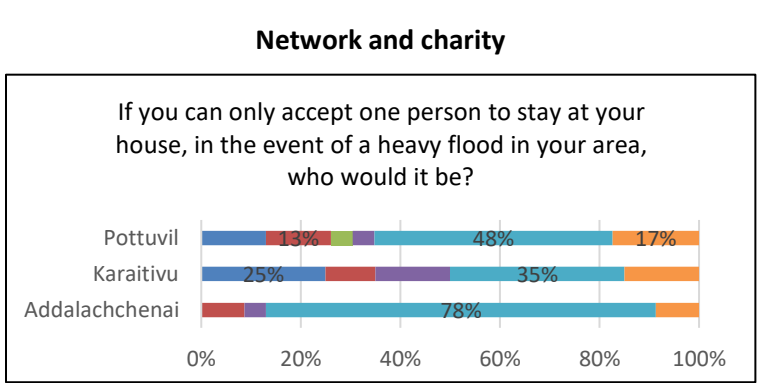 Network and charity
If you can only accept one person to stay at your
house, in the event of a heavy flood in your area,
who would it be?
Pottuvil 13% 48% 17%
Karaitivu 25% 35%
Addalachchenai 78%
0% 20% 40% 60% 80% 100%